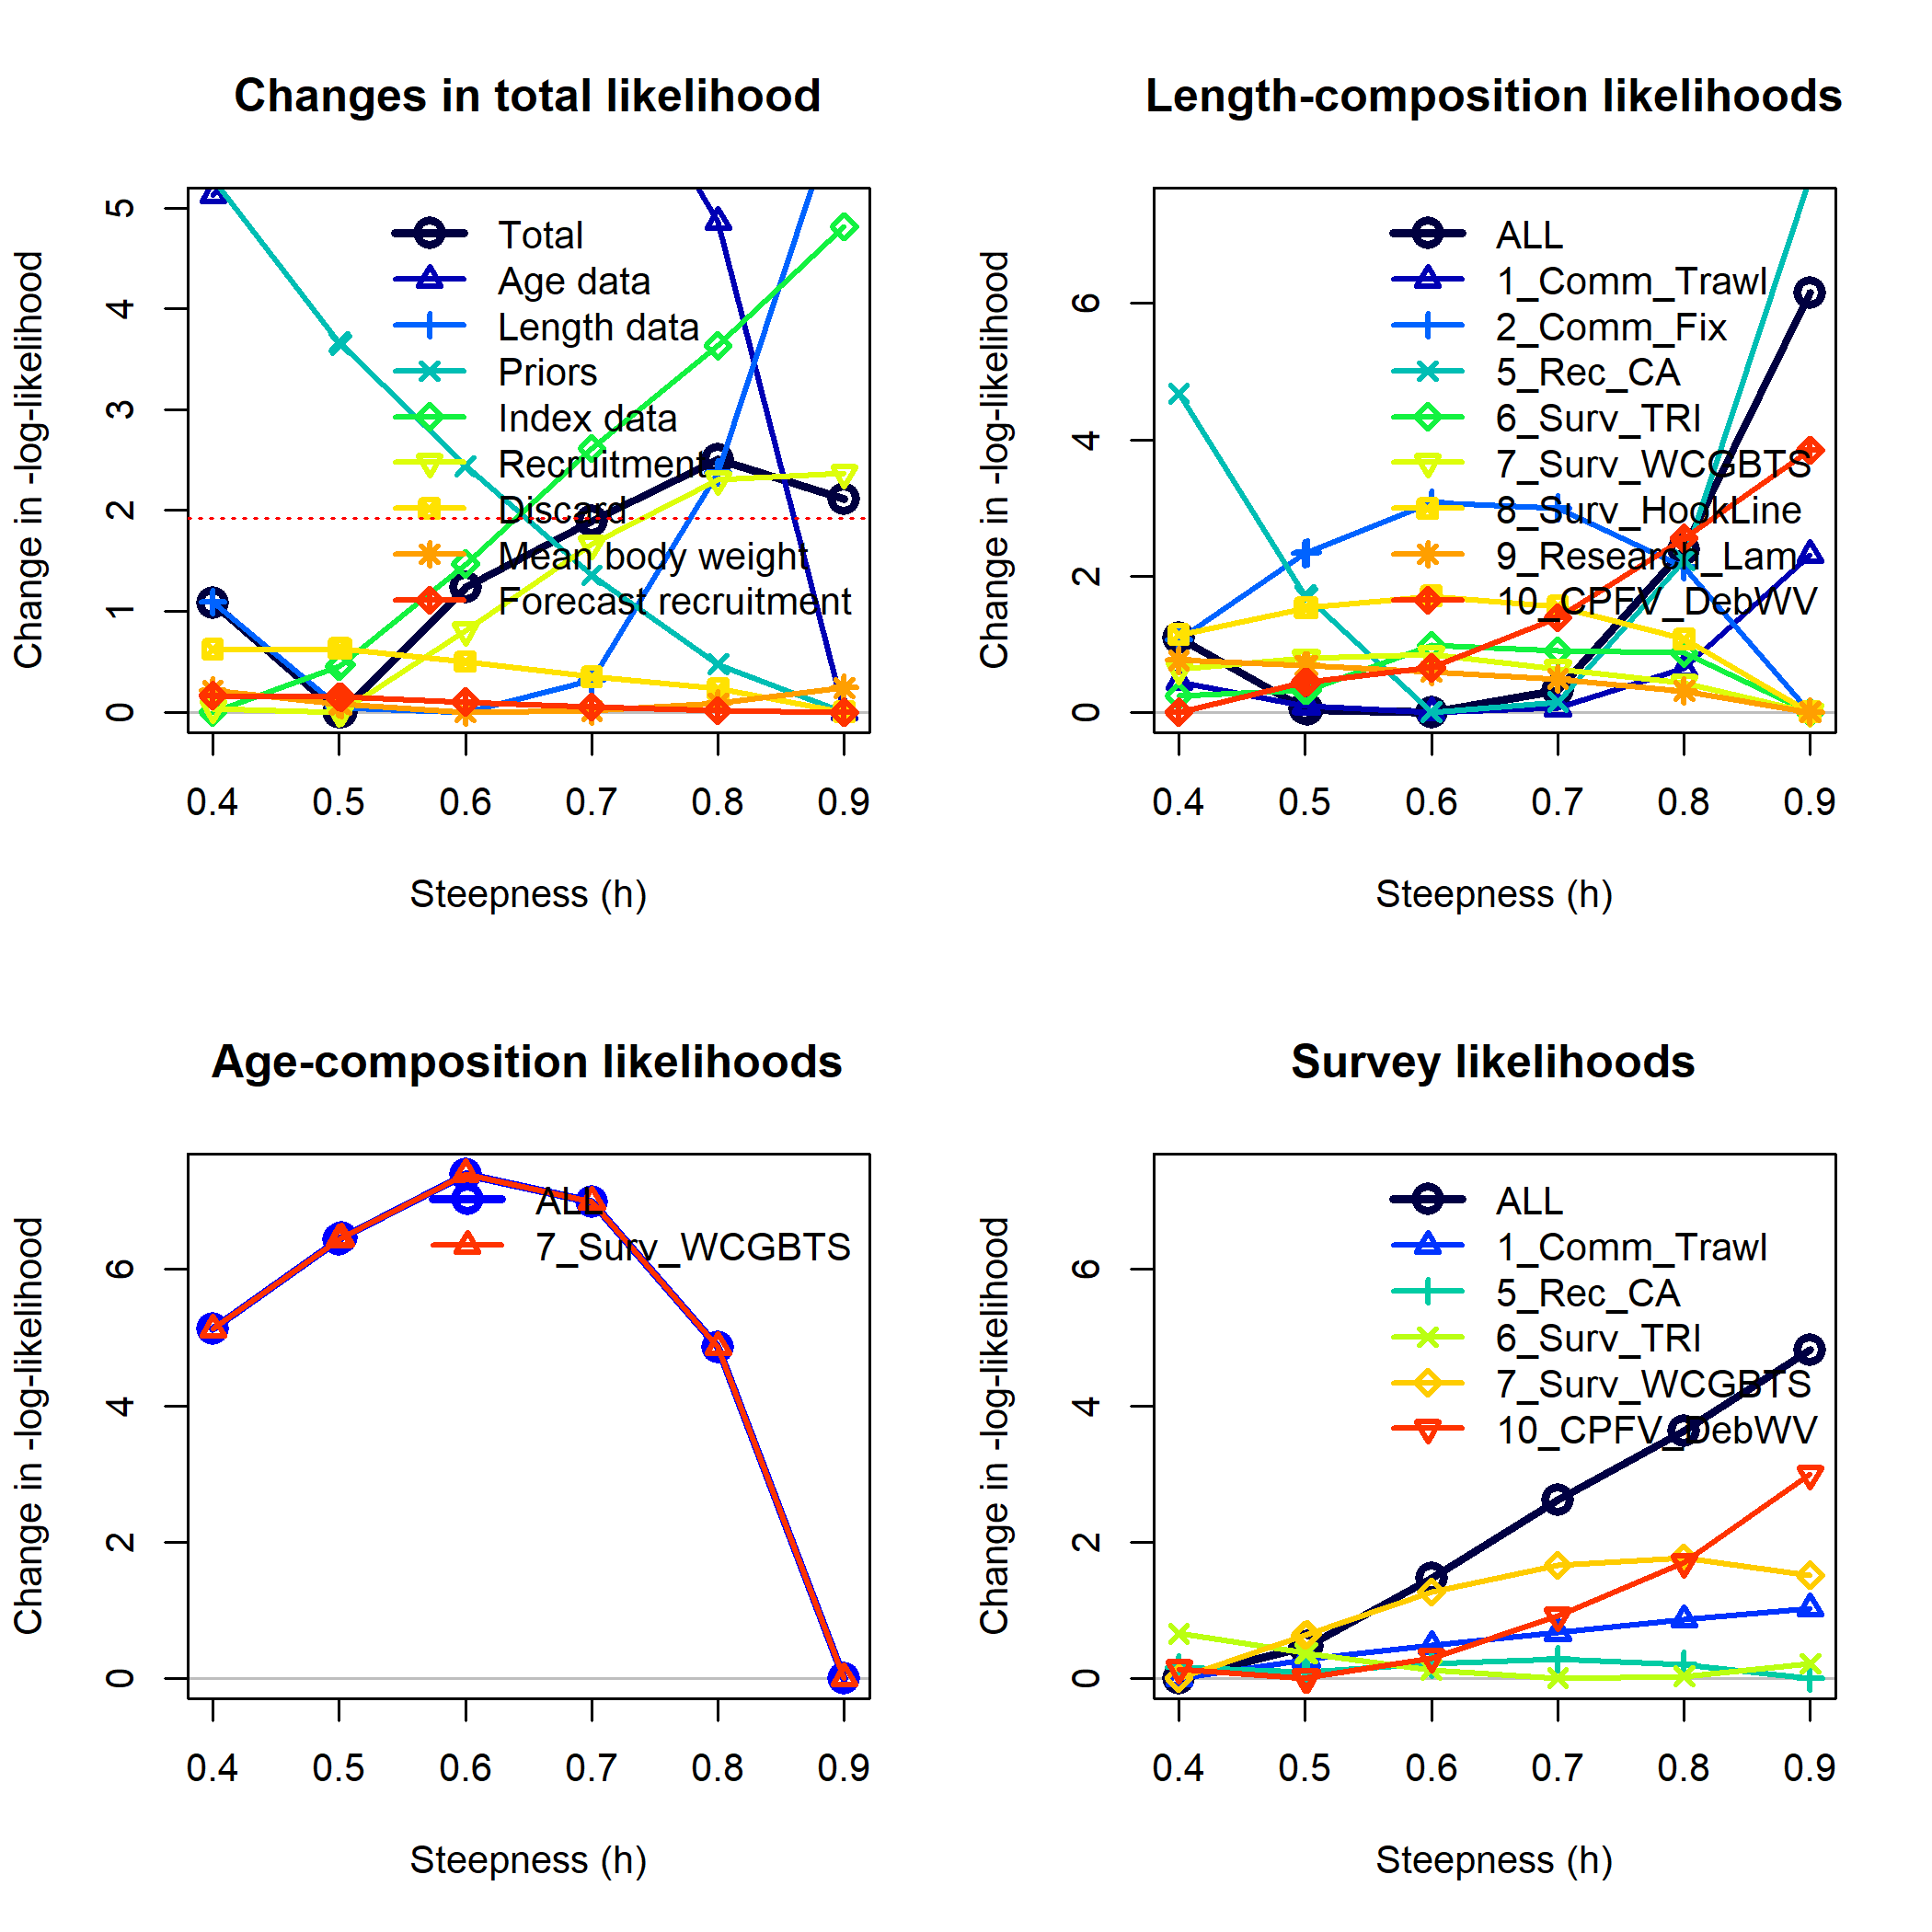 Changes in total likelihood
Change in -log-likelihood
5
4
3
2
1
0
Total
Age data
Length data
Priors
Index data
Recruitment
Discard
Mean body weight
Forecast recruitment
0.4 0.5 0.6 0.7 0.8 0.9
Steepness (h)
Length-composition likelihoods
Change in -log-likelihood
6
4
2
0
ALL
1_Comm_Trawl
2_Comm_Fix
5_Rec_CA
6_Surv_TRI
7_Surv_WCGBTS
8_Surv_HookLine
9_Research_Lam
10_CPFV_DebWV
0.4 0.5 0.6 0.7 0.8 0.9
Steepness (h)
Age-composition likelihoods
Change in -log-likelihood
6
4
2
0
ALL
7_Surv_WCGBTS
0.4 0.5 0.6 0.7 0.8 0.9
Steepness (h)
Survey likelihoods
Change in -log-likelihood
6
4
2
0
ALL
1_Comm_Trawl
5_Rec_CA
6_Surv_TRI
7_Surv_WCGBTS
10_CPFV_DebWV
0.4 0.5 0.6 0.7 0.8 0.9
Steepness (h)